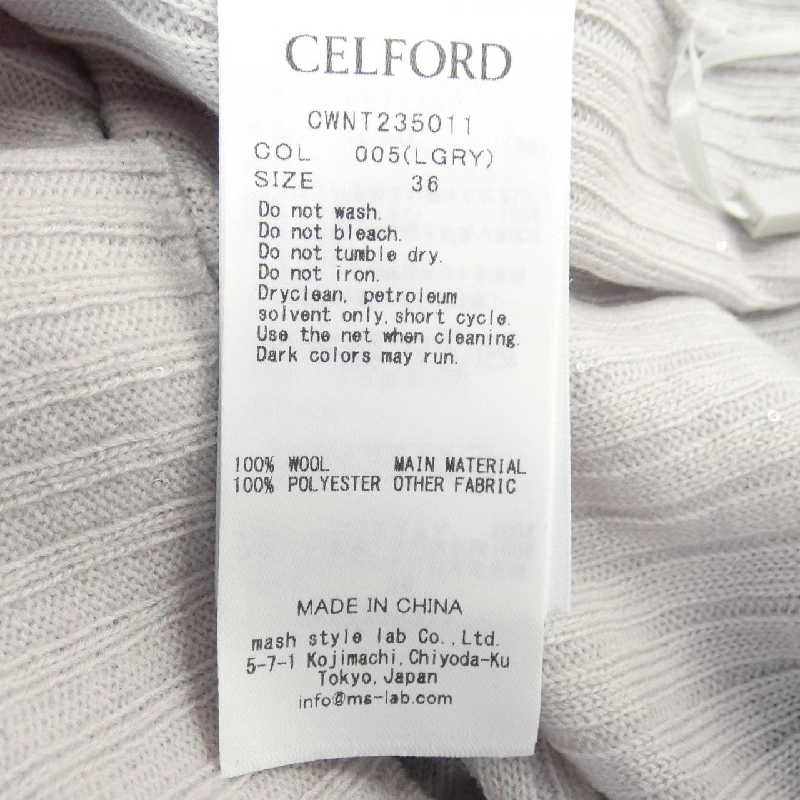 CELFORD
CWNT235011
COL 005(LGRY)
SIZE 36
Do not wash.
Do not bleach.
Do not tumble dry.
Do not iron.
Dryclean, petroleum
solvent only, short cycle.
Use the net when cleaning.
Dark colors may run.
100% WOOL MAIN MATERIAL
100% POLYESTER OTHER FABRIC
MADE IN CHINA
mash style lab Co.,Ltd.
5-7-1 Kojimachi,Chiyoda-Ku
Tokyo,Japan
info@ms-lab.com